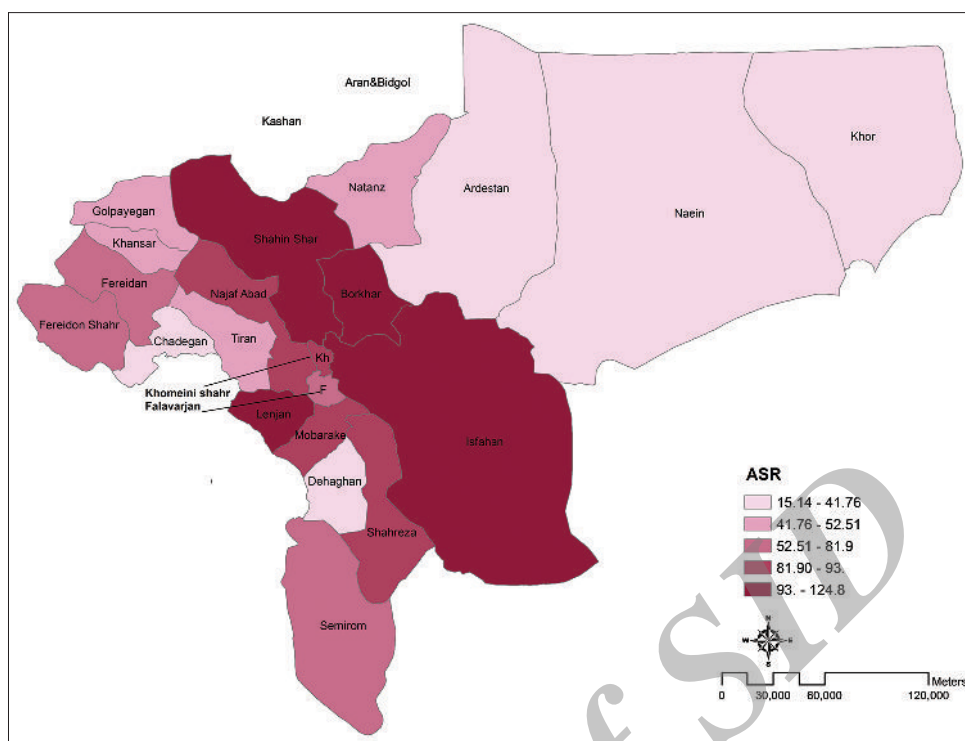 Aran&Bidgol
Kashan
Khor
Natanz
Ardestan
Golpayegan
Naein
Khansar
Shahin Shar
Fereidan
Najaf Abad
Borkhar
Fereidon Shahr
Chadegan
Tiran
Kh
Khomeini shahr
F
Falavarjan
Lenjan
Mobarake
Isfahan
Dehaghan
Shahreza
Semirom
ASR
15.14 - 41.76
41.76 - 52.51
52.51 - 81.9
81.90 - 93.
93. - 124.8
N
W
E
S
Meters
0 30,000 60,000 120,000
f SID